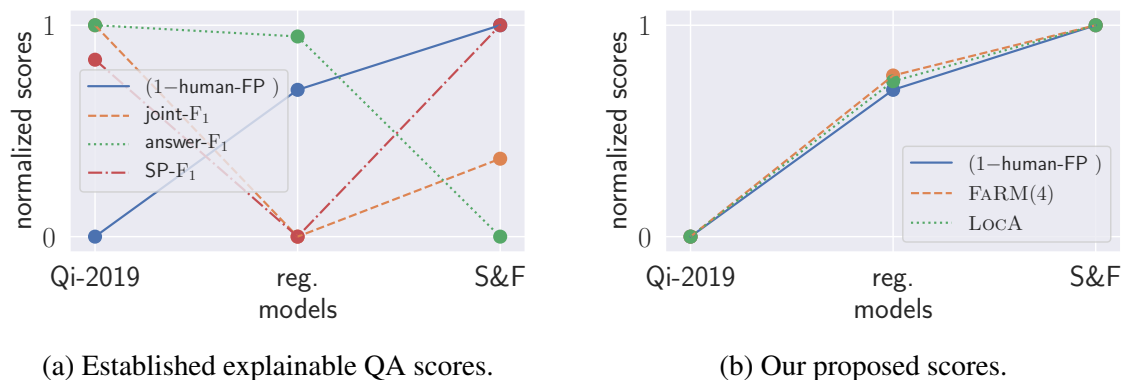 normalized scores
1
0
(1−human-FP )
joint-F₁
answer-F₁
SP-F₁
Qi-2019
reg.
S&F
models
(a) Established explainable QA scores.
normalized scores
1
0
(1−human-FP )
FARM(4)
LOCA
Qi-2019
reg.
S&F
models
(b) Our proposed scores.